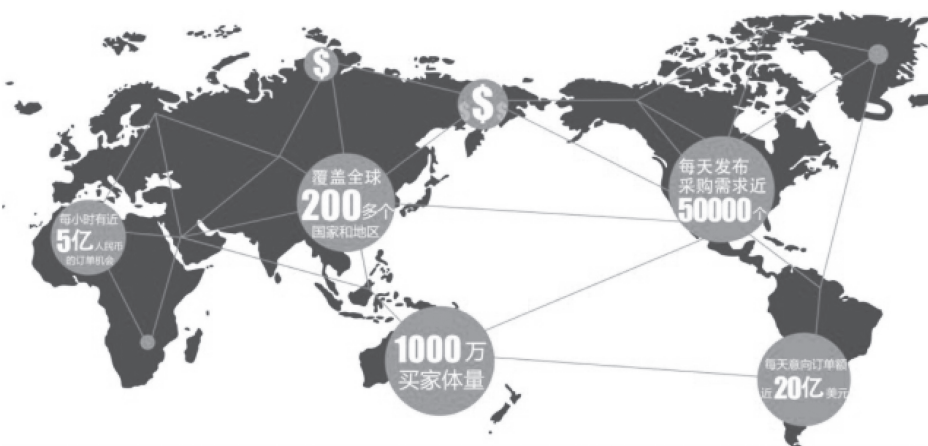 $
$
覆盖全球
200多个
国家和地区
每天发布
采购需求近
50000个
每小时有近
5亿人民币
的订单机会
1000万
买家体量
每天意向订单额
近20亿美元